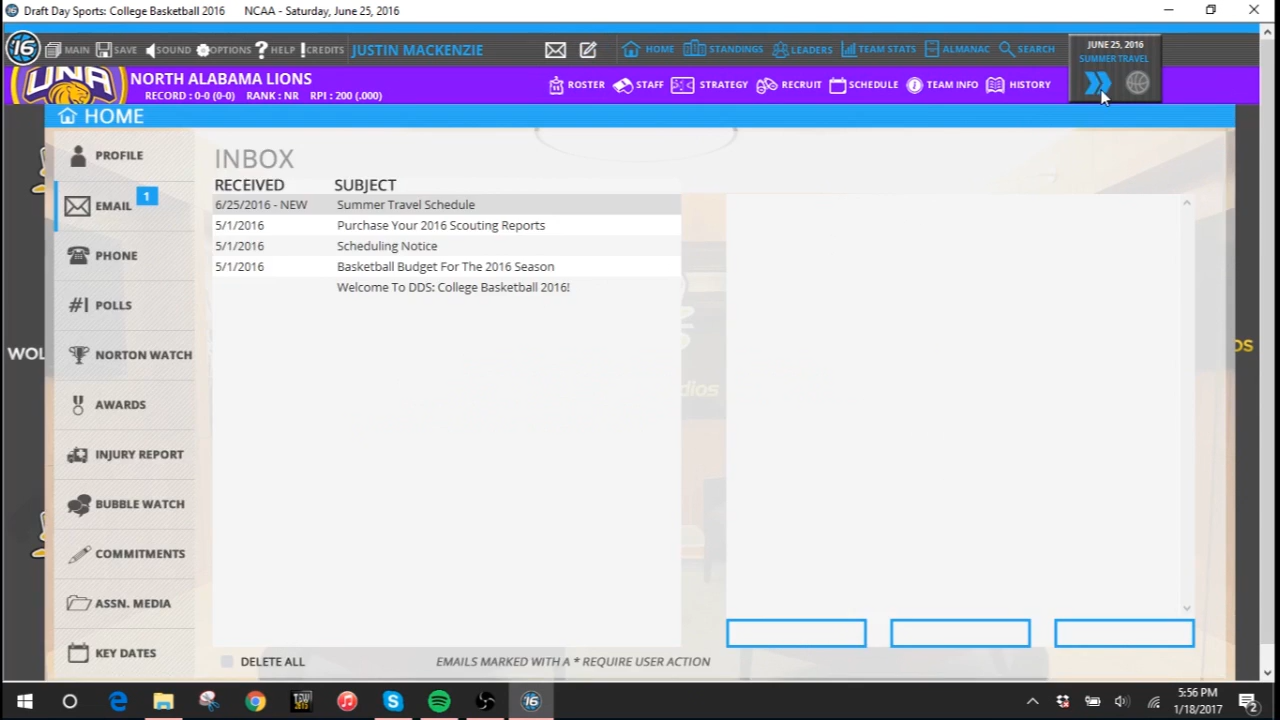 Draft Day Sports: College Basketball 2016 NCAA - Saturday, June 25, 2016
MAIN SAVE SOUND OPTIONS HELP CREDITS JUSTIN MACKENZIE HOME STANDINGS LEADERS TEAM STATS ALMANAC SEARCH
JUNE 25, 2016
SUMMER TRAVEL
UNA
NORTH ALABAMA LIONS
RECORD : 0-0 (0-0) RANK : NR RPI : 200 (.000)
ROSTER STAFF STRATEGY RECRUIT SCHEDULE TEAM INFO HISTORY
HOME
PROFILE
EMAIL 1
PHONE
#1 POLLS
NORTON WATCH
AWARDS
INJURY REPORT
BUBBLE WATCH
COMMITMENTS
ASSN. MEDIA
KEY DATES
INBOX
RECEIVED SUBJECT
6/25/2016 - NEW Summer Travel Schedule
5/1/2016 Purchase Your 2016 Scouting Reports
5/1/2016 Scheduling Notice
5/1/2016 Basketball Budget For The 2016 Season
Welcome To DDS: College Basketball 2016!
WOL
DS
dios
DELETE ALL EMAILS MARKED WITH A * REQUIRE USER ACTION
5:56 PM
1/18/2017
2